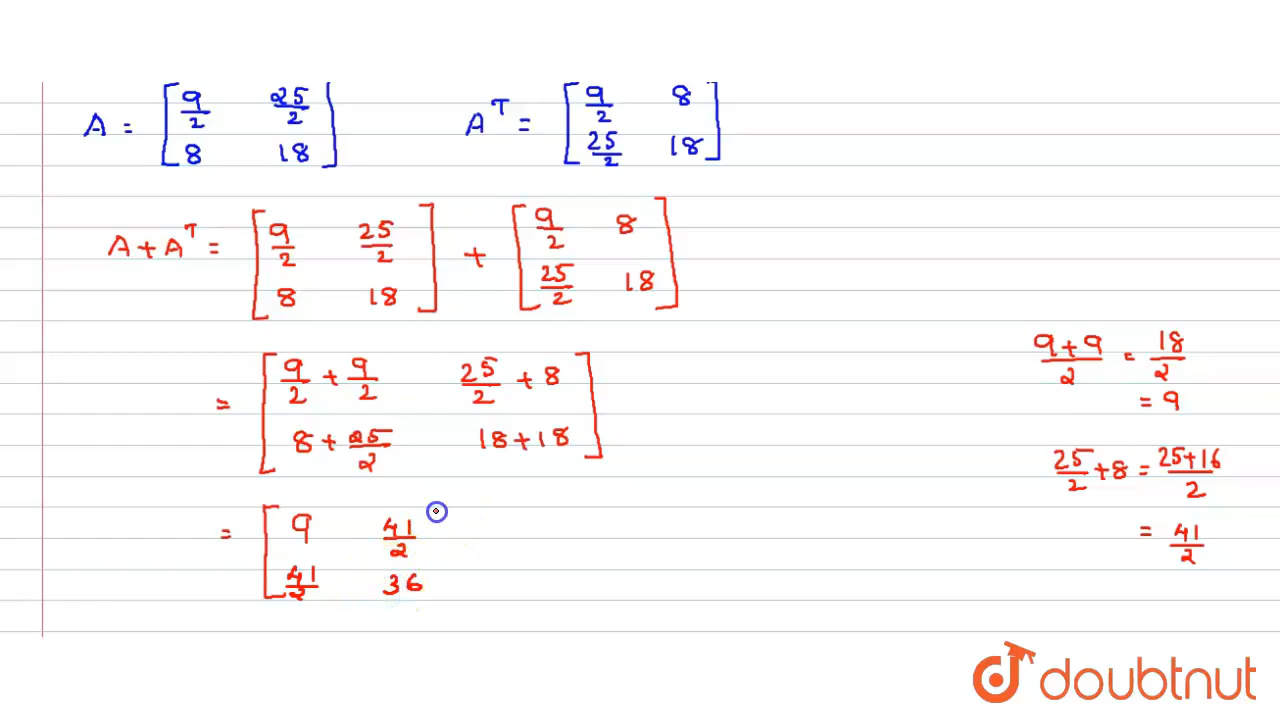 A = [ 9/2 25/2 ; 8 18 ] A^T = [ 9/2 8 ; 25/2 18 ]
A + A^T = [ 9/2 25/2 ; 8 18 ] + [ 9/2 8 ; 25/2 18 ]
= [ 9/2 + 9/2 25/2 + 8 ; 8 + 25/2 18 + 18 ]
= [ 9 41/2 ; 41/2 36
(9 + 9)/2 = 18/2
= 9
25/2 + 8 = (25+16)/2
= 41/2
doubtnut